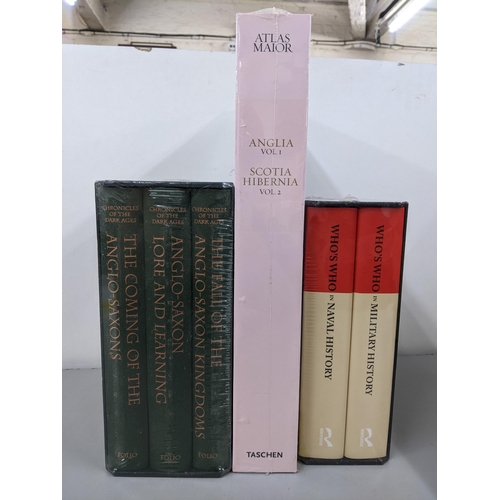 CHRONICLES
OF THE
DARK AGES
THE COMING OF THE
ANGLO-SAXONS
FOLIO
CHRONICLES
OF THE
DARK AGES
ANGLO-SAXON
LORE AND LEARNING
FOLIO
CHRONICLES
OF THE
DARK AGES
THE FALL OF THE
ANGLO-SAXON KINGDOMS
FOLIO
ATLAS
MAIOR
ANGLIA
VOL. 1
SCOTIA
HIBERNIA
VOL. 2
TASCHEN
WHO'S WHO IN NAVAL HISTORY
R
WHO'S WHO IN MILITARY HISTORY
R